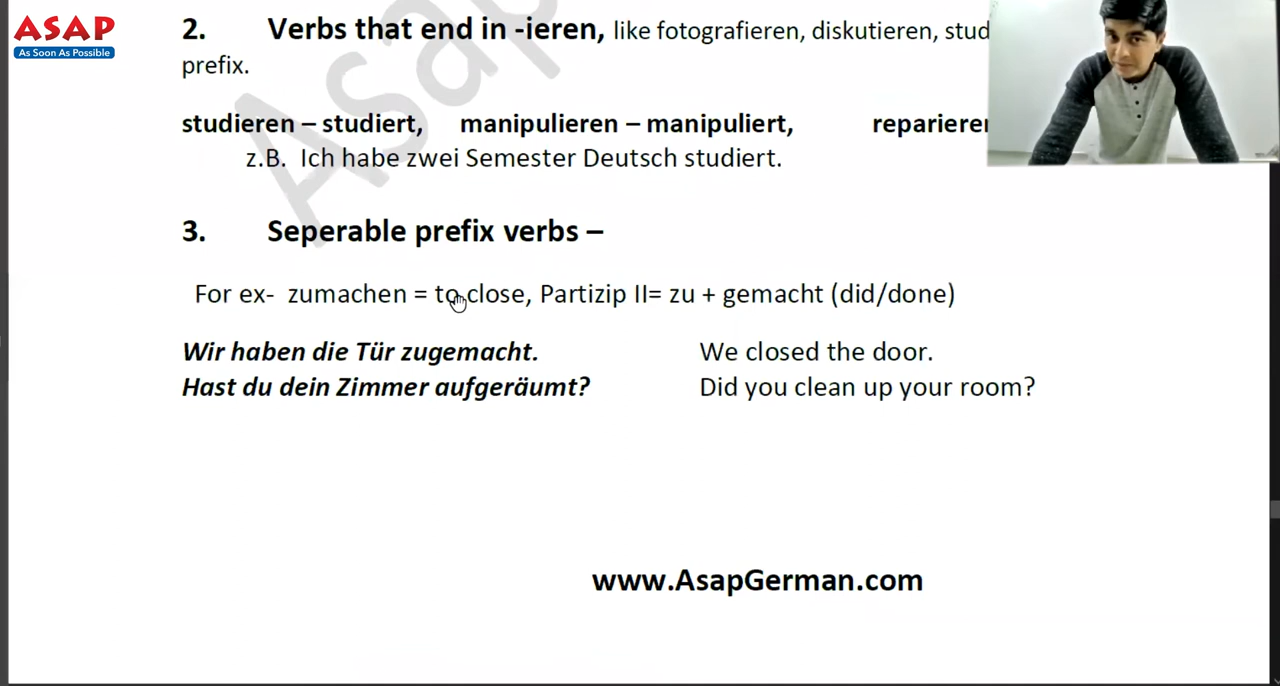 ASAP
As Soon As Possible
2. Verbs that end in -ieren, like fotografieren, diskutieren,
prefix.
studieren – studiert, manipulieren – manipuliert,
z.B. Ich habe zwei Semester Deutsch studiert.
3. Seperable prefix verbs –
For ex- zumachen = to close, Partizip II= zu + gemacht (did/done)
Wir haben die Tür zugemacht. We closed the door.
Hast du dein Zimmer aufgeräumt? Did you clean up your room?
www.AsapGerman.com
Asap